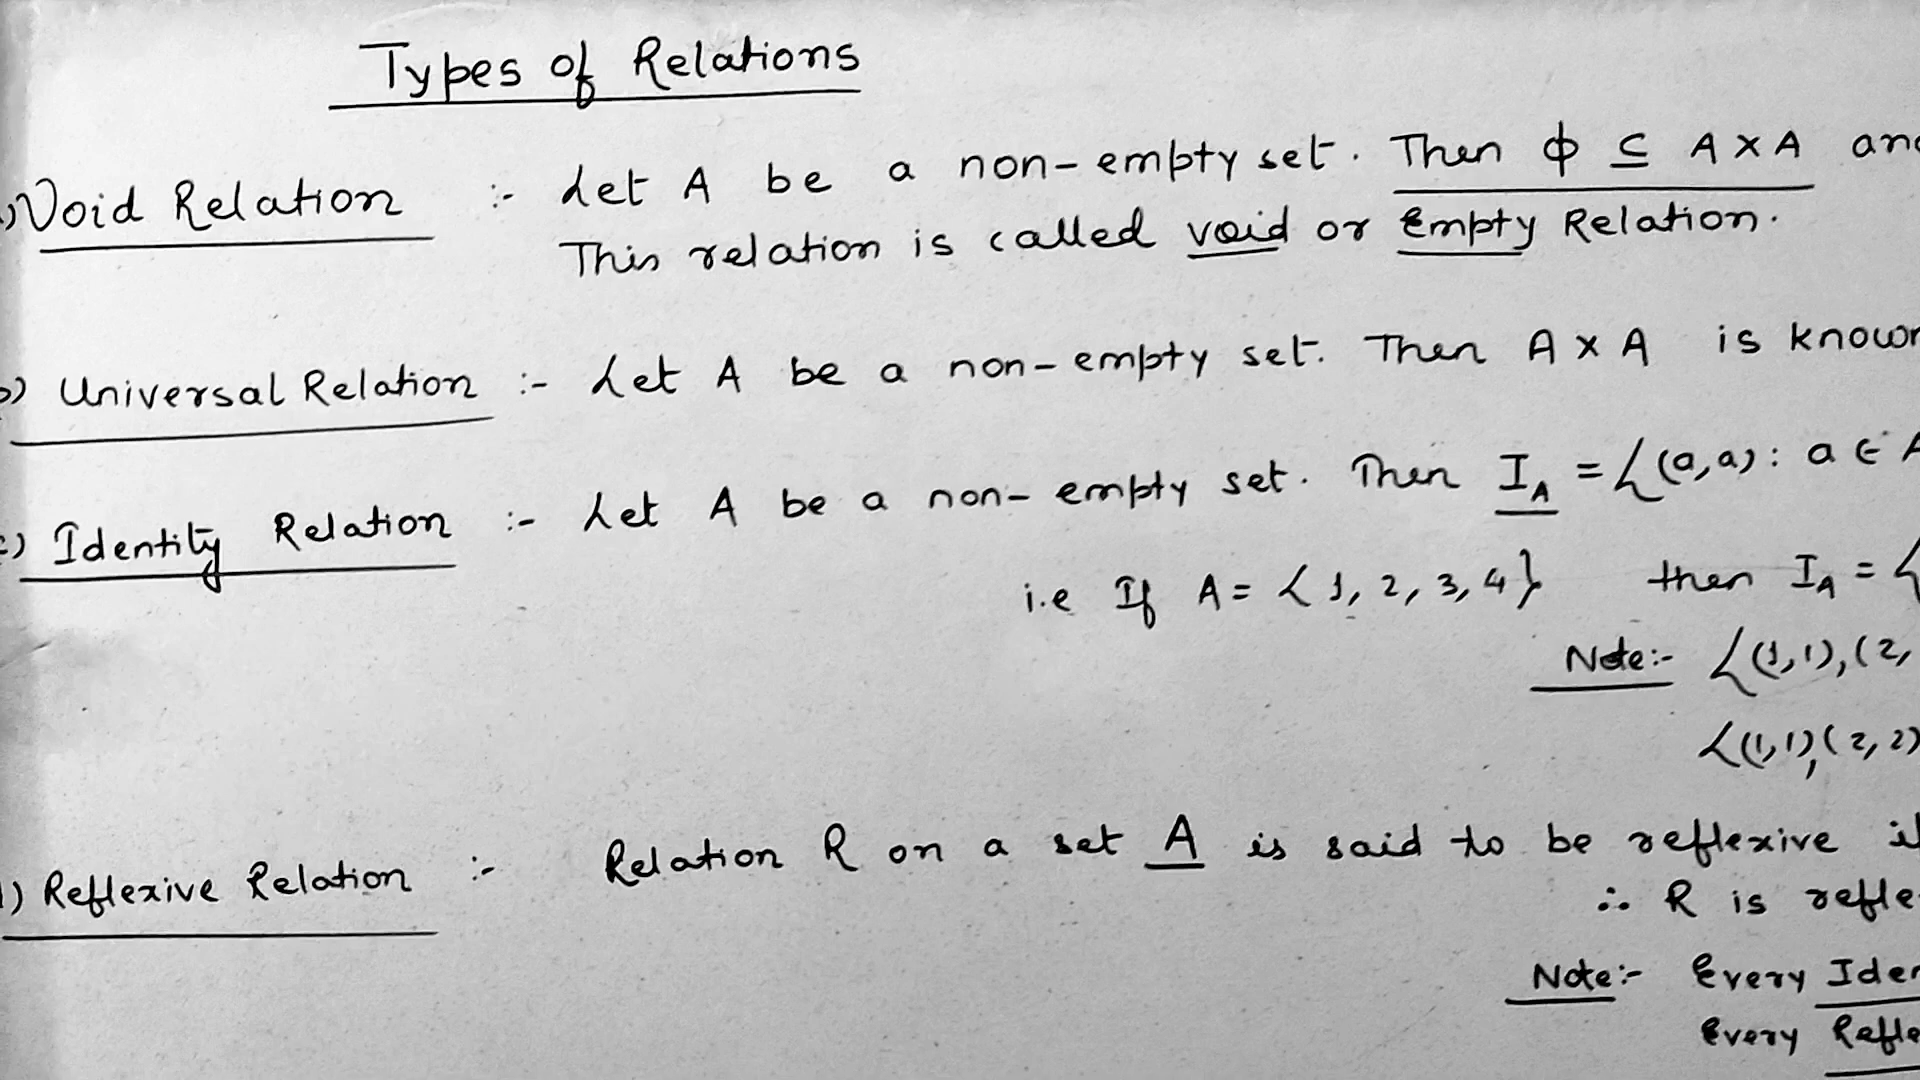 Types of Relations
Void Relation :- Let A be a non-empty set. Then ϕ ⊆ A x A
This relation is called void or Empty Relation.
Universal Relation :- Let A be a non-empty set. Then A x A is known
c) Identity Relation :- Let A be a non-empty set. Then I_A = {(a,a): a ∈ A
i.e If A = {1, 2, 3, 4} then I_A = {
Note:- {(1,1),(2,
{(1,1),(2,2)
) Reflexive Relation :- Relation R on a set A is said to be reflexive
∴ R is
Note:- Every
Every